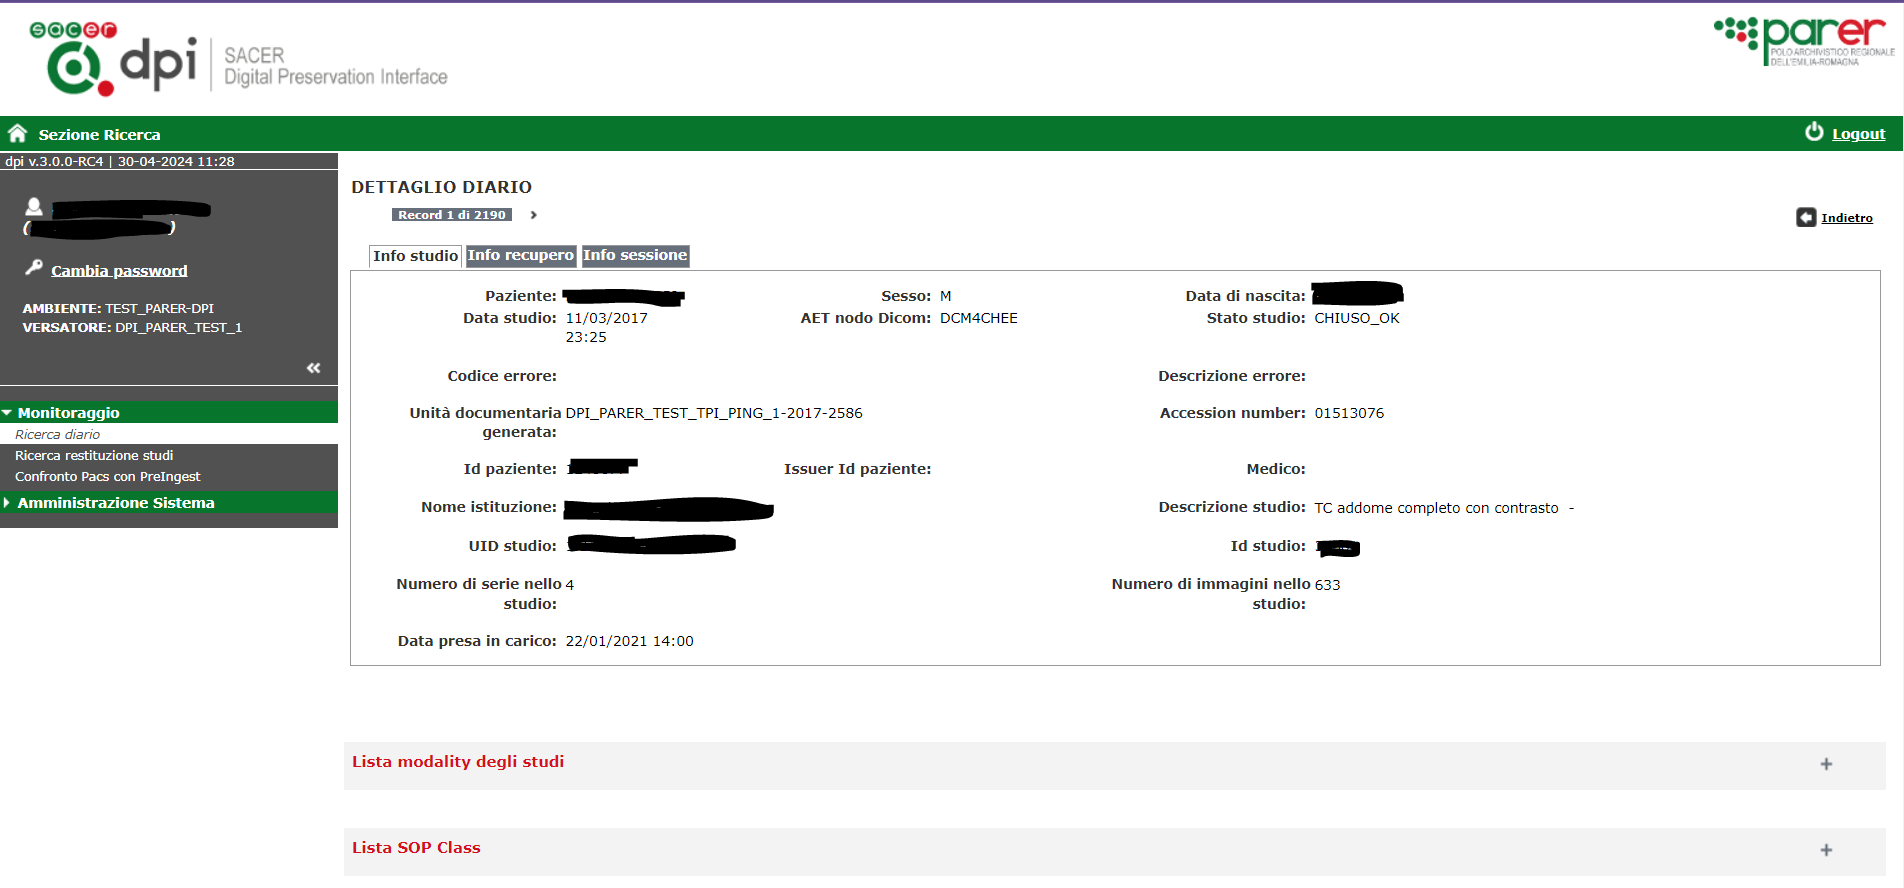 sacer
dpi
SACER
Digital Preservation Interface
parer
POLO ARCHIVISTICO REGIONALE
DELL'EMILIA-ROMAGNA
Sezione Ricerca
Logout
dpi v.3.0.0-RC4 | 30-04-2024 11:28
( )
Cambia password
AMBIENTE: TEST_PARER-DPI
VERSATORE: DPI_PARER_TEST_1
Monitoraggio
Ricerca diario
Ricerca restituzione studi
Confronto Pacs con PreIngest
Amministrazione Sistema
DETTAGLIO DIARIO
Record 1 di 2190
Indietro
Info studio Info recupero Info sessione
Paziente: Sesso: M Data di nascita:
Data studio: 11/03/2017 AET nodo Dicom: DCM4CHEE Stato studio: CHIUSO_OK
23:25
Codice errore: Descrizione errore:
Unità documentaria DPI_PARER_TEST_TPI_PING_1-2017-2586 Accession number: 01513076
generata:
Id paziente: Issuer Id paziente: Medico:
Nome istituzione: Descrizione studio: TC addome completo con contrasto -
UID studio: Id studio:
Numero di serie nello 4 Numero di immagini nello 633
studio: studio:
Data presa in carico: 22/01/2021 14:00
Lista modality degli studi +
Lista SOP Class +